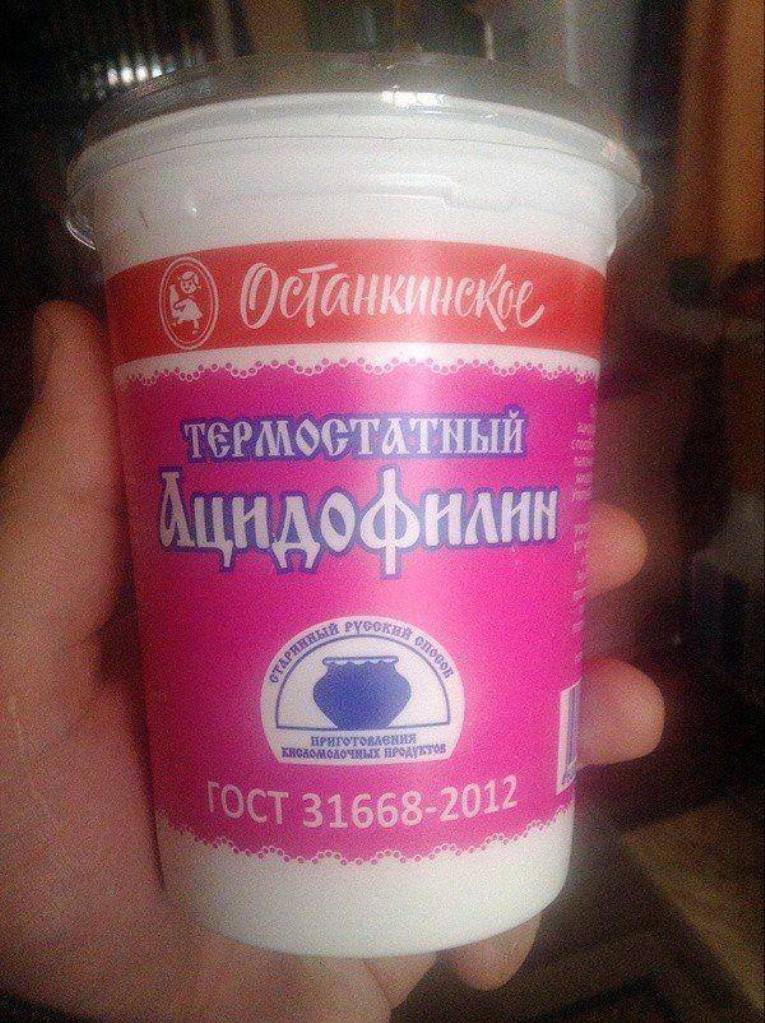 Останкинское
ТЕРМОСТАТНЫЙ
Ацидофилин
СТАРИННЫЙ РУССКИЙ СПОСОБ
ПРИГОТОВЛЕНИЯ
КИСЛОМОЛОЧНЫХ ПРОДУКТОВ
ГОСТ 31668-2012